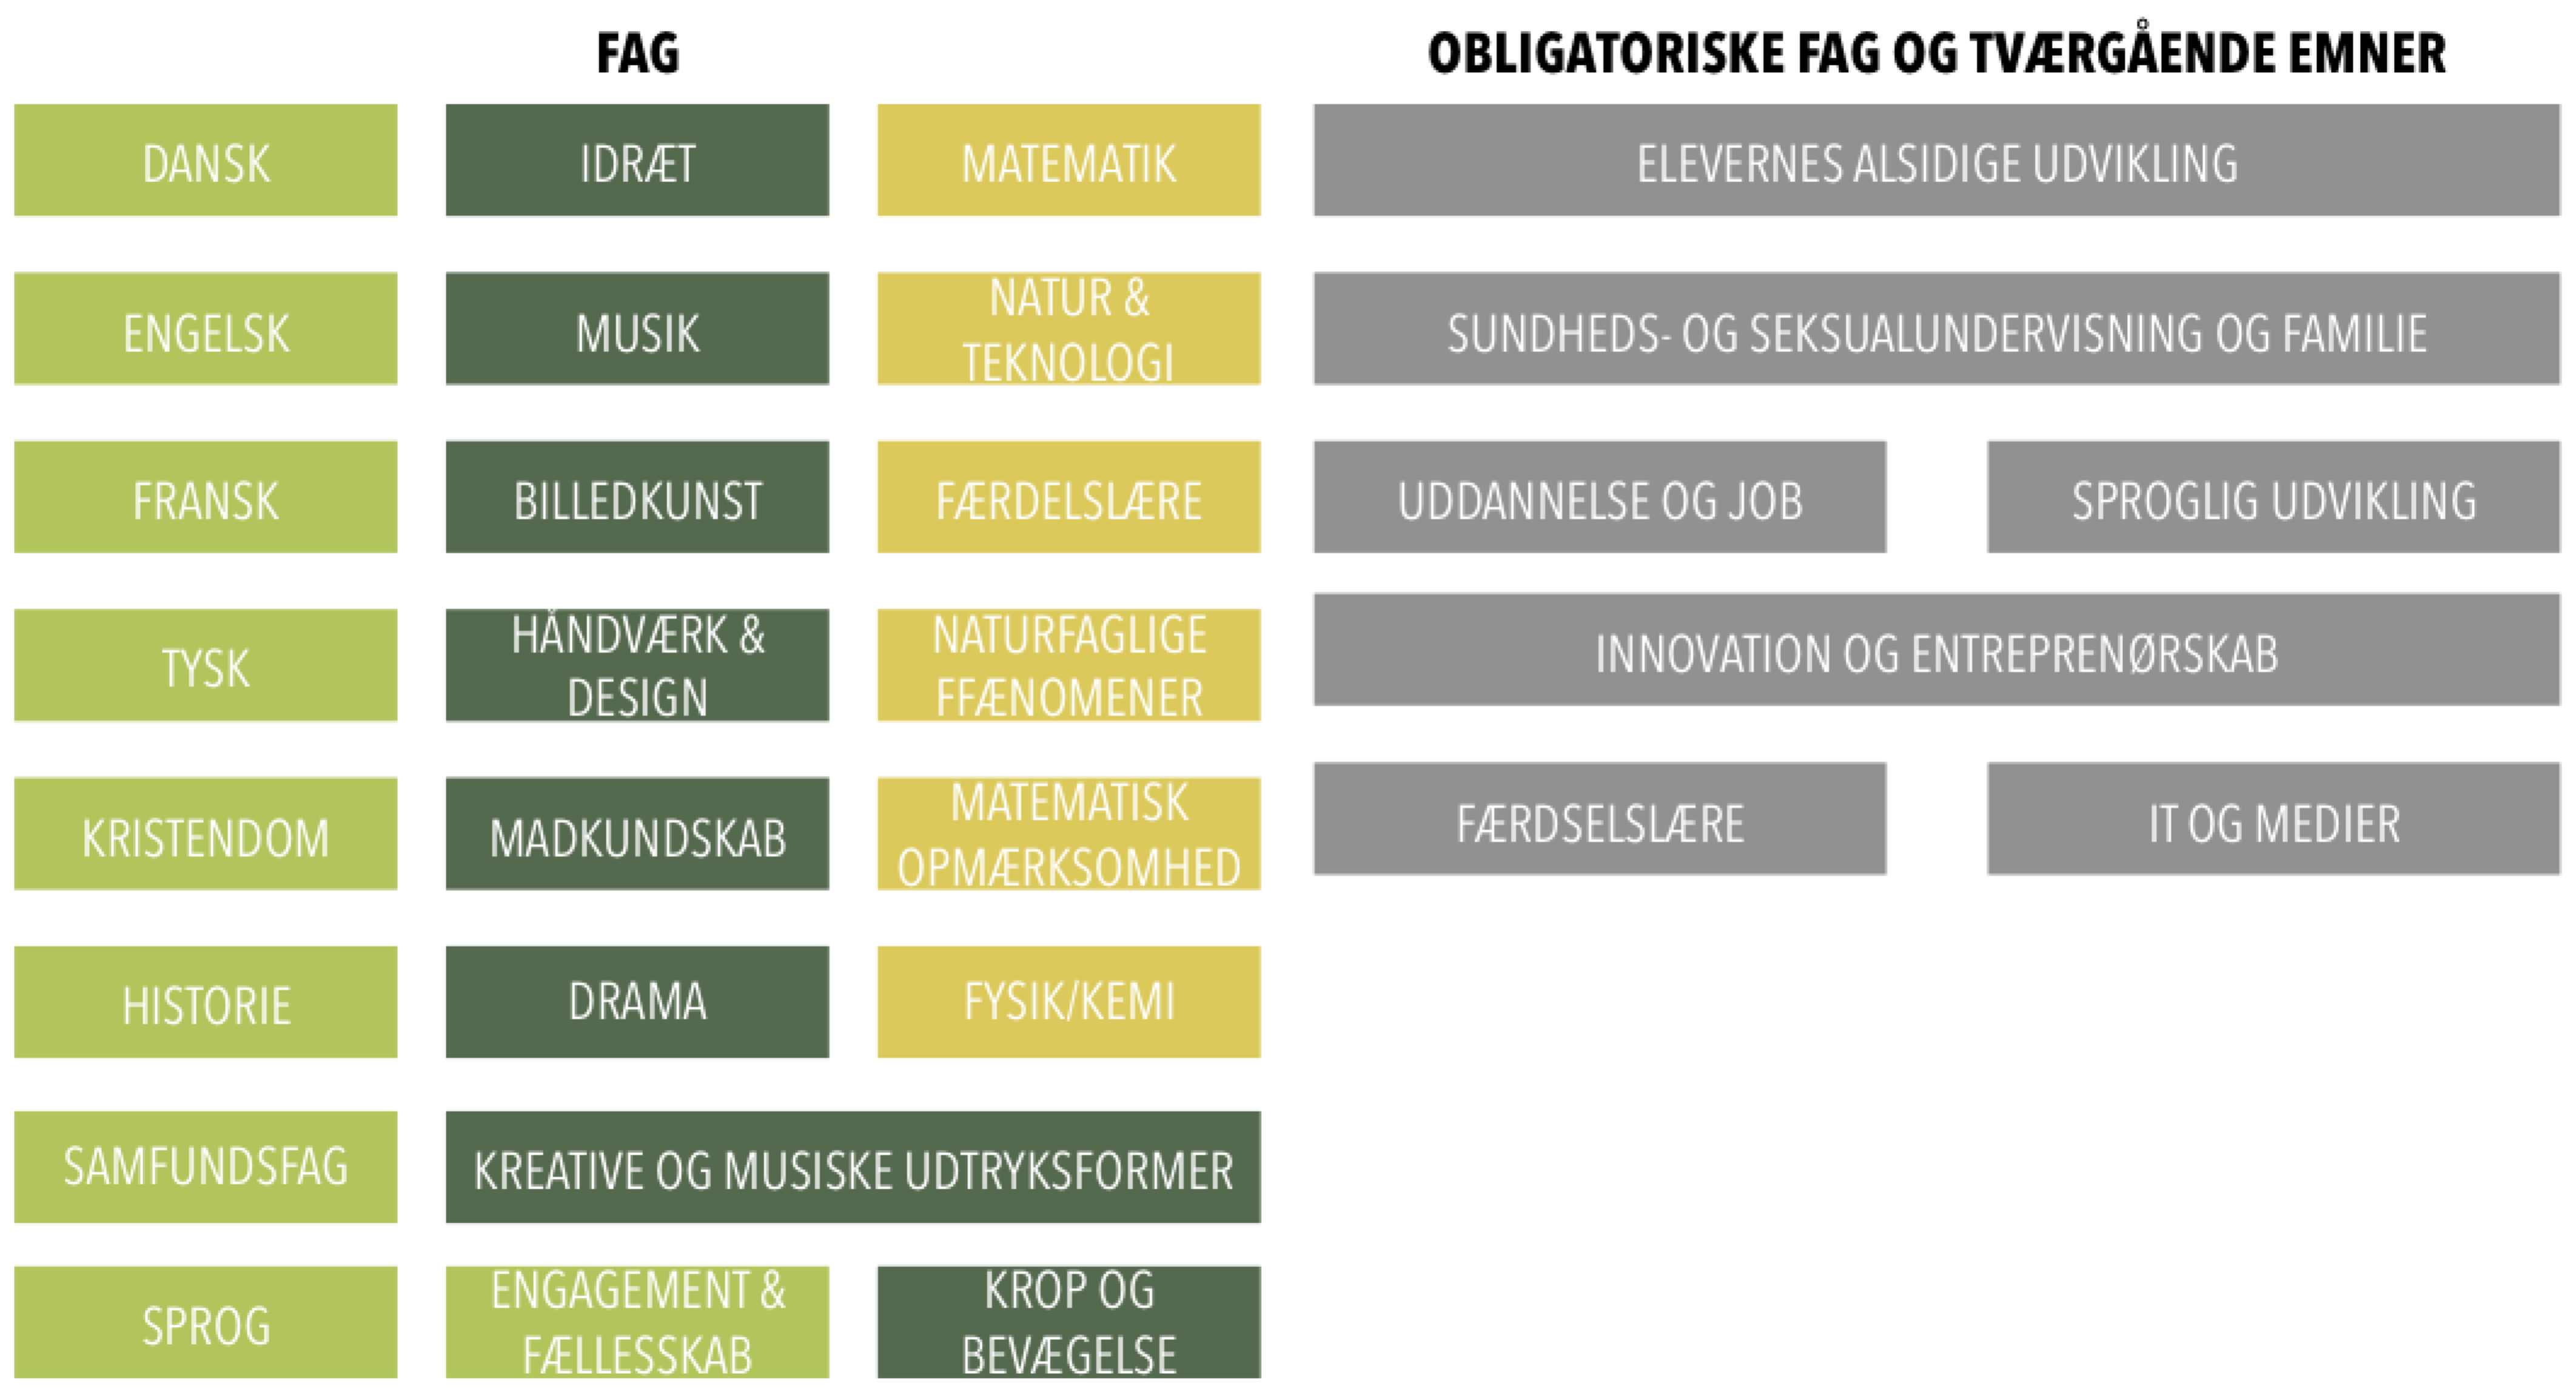 FAG
OBLIGATORISKE FAG OG TVÆRGÅENDE EMNER
DANSK
IDRÆT
MATEMATIK
ELEVERNES ALSIDIGE UDVIKLING
ENGELSK
MUSIK
NATUR &
TEKNOLOGI
SUNDHEDS- OG SEKSUALUNDERVISNING OG FAMILIE
FRANSK
BILLEDKUNST
FÆRDELSLÆRE
UDDANNELSE OG JOB
SPROGLIG UDVIKLING
TYSK
HÅNDVÆRK &
DESIGN
NATURFAGLIGE
FFÆNOMENER
INNOVATION OG ENTREPRENØRSKAB
KRISTENDOM
MADKUNDSKAB
MATEMATISK
OPMÆRKSOMHED
FÆRDSELSLÆRE
IT OG MEDIER
HISTORIE
DRAMA
FYSIK/KEMI
SAMFUNDSFAG
KREATIVE OG MUSISKE UDTRYKSFORMER
SPROG
ENGAGEMENT &
FÆLLESSKAB
KROP OG
BEVÆGELSE